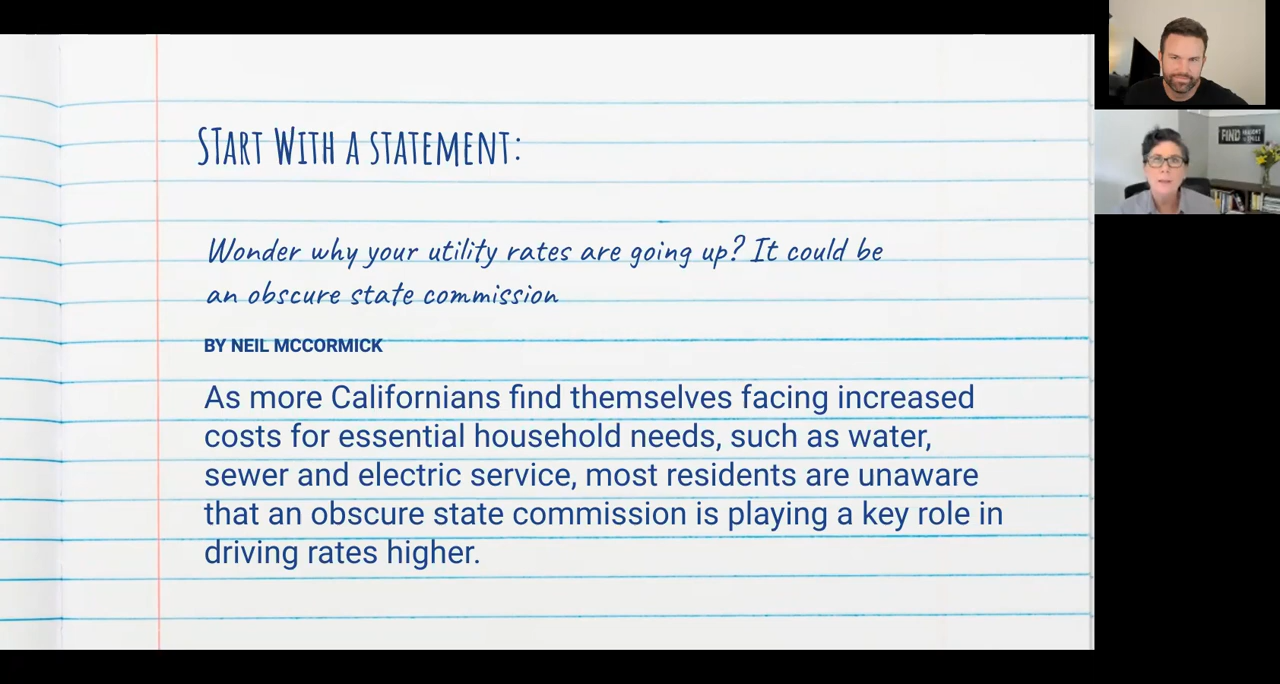 START WITH A STATEMENT:
Wonder why your utility rates are going up? It could be
an obscure state commission
BY NEIL MCCORMICK
As more Californians find themselves facing increased
costs for essential household needs, such as water,
sewer and electric service, most residents are unaware
that an obscure state commission is playing a key role in
driving rates higher.
FIND